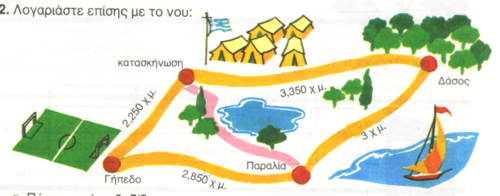 2. Λογαριάστε επίσης με το νου:
κατασκήνωση
Δάσος
3,350 χ μ.
2,250 χ μ.
3 χ μ.
Παραλία
Γήπεδο
2,850 χ μ.